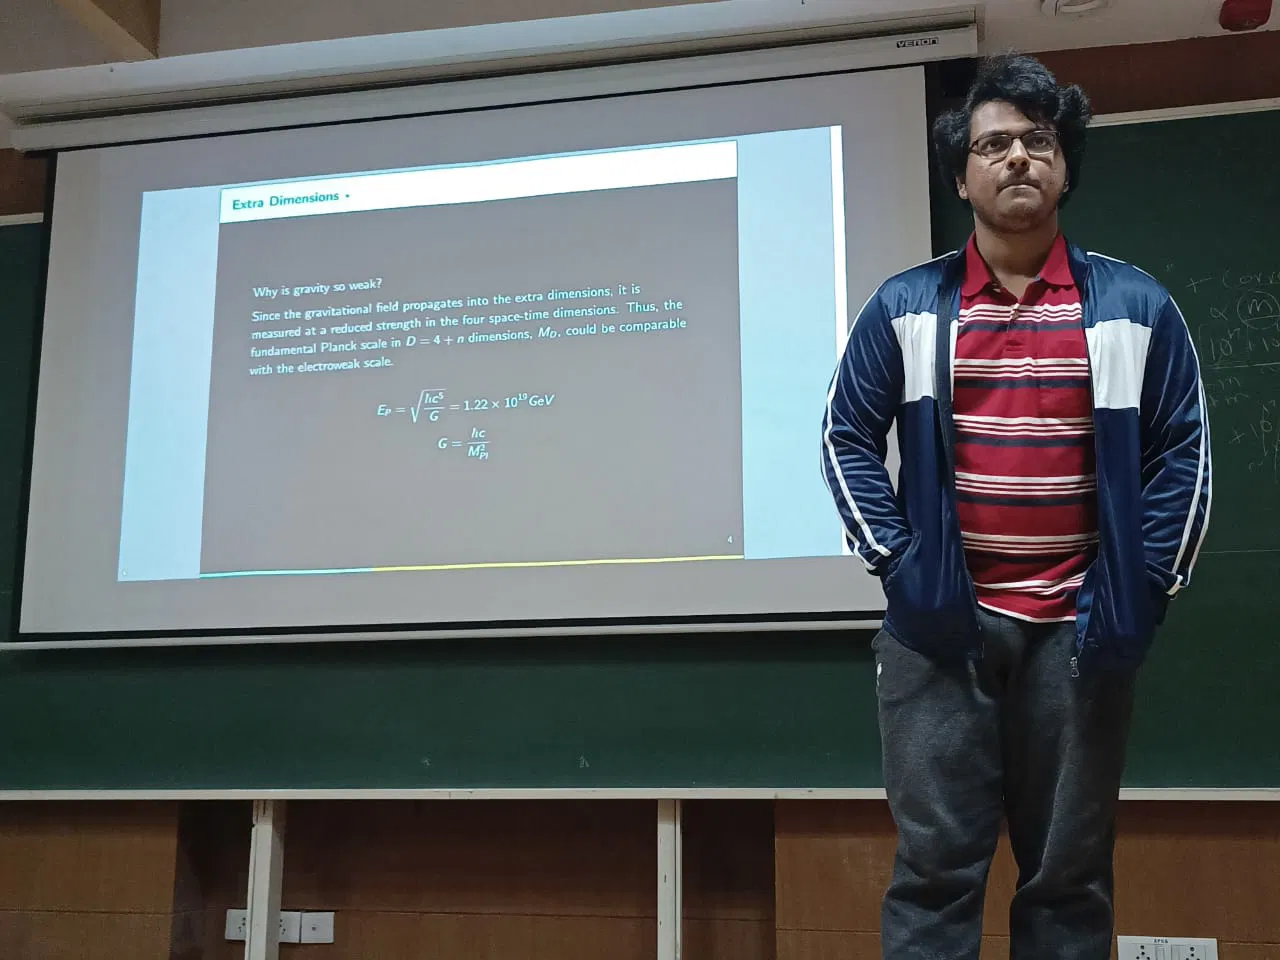 VERON
Extra Dimensions
Why is gravity so weak?
Since the gravitational field propagates into the extra dimensions, it is
measured at a reduced strength in the four space-time dimensions. Thus, the
fundamental Planck scale in D = 4 + n dimensions, M_D, could be comparable
with the electroweak scale.
E_P = √(ħc⁵/G) = 1.22 × 10¹⁹ GeV
G = ħc/M²_Pl
4